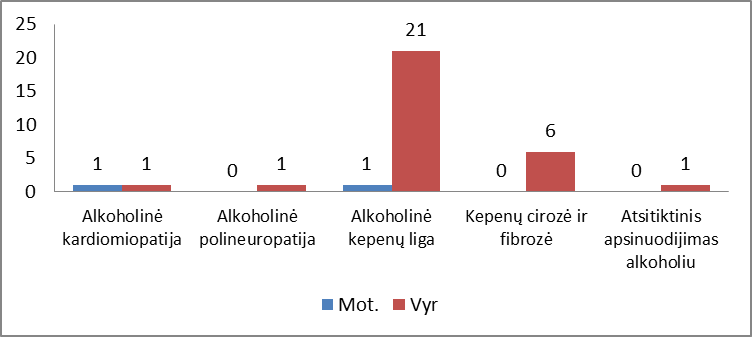 25
20
15
10
5
0
1 1
0 1
1 21
0 6
0 1
Alkoholinė
kardiomiopatija
Alkoholinė
polineuropatija
Alkoholinė
kepenų liga
Kepenų cirozė ir
fibrozė
Atsitiktinis
apsinuodijimas
alkoholiu
Mot. Vyr